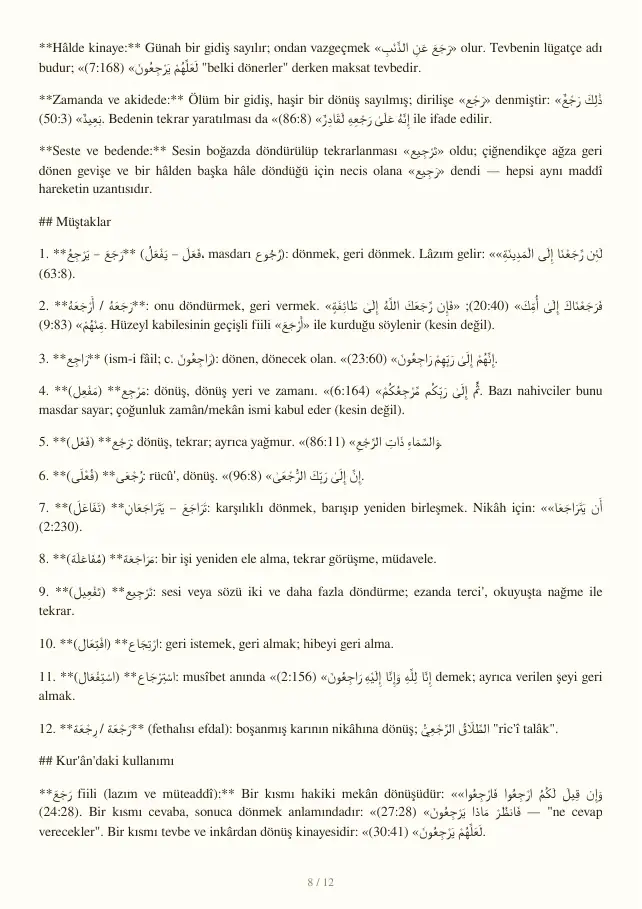 **Hâlde kinaye:** Günah bir gidiş sayılır; ondan vazgeçmek «رَجَعَ عَنِ الذَّنْبِ» olur. Tevbenin lügatçe adı
budur; «لَعَلَّهُمْ يَرْجِعُونَ» (7:168) "belki dönerler" derken maksat tevbedir.
**Zamanda ve akidede:** Ölüm bir gidiş, haşir bir dönüş sayılmış; dirilişe «رَجْع» denmiştir: «ذَٰلِكَ رَجْعٌ
بَعِيدٌ» (50:3). Bedenin tekrar yaratılması da «إِنَّهُ عَلَىٰ رَجْعِهِ لَقَادِرٌ» (86:8) ile ifade edilir.
**Seste ve bedende:** Sesin boğazda döndürülüp tekrarlanması «تَرْجِيع» oldu; çiğnendikçe ağza geri
dönen gevişe ve bir hâlden başka hâle döndüğü için necis olana «رَجِيع» dendi — hepsi aynı maddî
hareketin uzantısıdır.
## Müştaklar
1. **رَجَعَ – يَرْجِعُ** (فَعَلَ – يَفْعَلُ، masdarı رُجُوع): dönmek, geri dönmek. Lâzım gelir: «لَئِن رَّجَعْنَا إِلَى الْمَدِينَةِ»
(63:8).
2. **رَجَعَهُ / أَرْجَعَهُ**: onu döndürmek, geri vermek. «فَرَجَعْنَاكَ إِلَىٰ أُمِّكَ» (20:40); «فَإِن رَّجَعَكَ اللَّهُ إِلَىٰ طَائِفَةٍ
مِّنْهُمْ» (9:83). Hüzeyl kabilesinin geçişli fiili «أَرْجَعَ» ile kurduğu söylenir (kesin değil).
3. **رَاجِع** (ism-i fâil; c. رَاجِعُونَ): dönen, dönecek olan. «إِنَّهُمْ إِلَىٰ رَبِّهِمْ رَاجِعُونَ» (23:60).
4. **مَرْجِع** (مَفْعِل): dönüş, dönüş yeri ve zamanı. «ثُمَّ إِلَىٰ رَبِّكُم مَّرْجِعُكُمْ» (6:164). Bazı nahivciler bunu
masdar sayar; çoğunluk zamân/mekân ismi kabul eder (kesin değil).
5. **رَجْع** (فَعْل): dönüş, tekrar; ayrıca yağmur. «وَالسَّمَاءِ ذَاتِ الرَّجْعِ» (86:11).
6. **رُجْعَى** (فُعْلَى): rücû', dönüş. «إِنَّ إِلَىٰ رَبِّكَ الرُّجْعَىٰ» (96:8).
7. **تَرَاجَعَ – يَتَرَاجَعَانِ** (تَفَاعَلَ): karşılıklı dönmek, barışıp yeniden birleşmek. Nikâh için: «أَن يَتَرَاجَعَا»
(2:230).
8. **مُرَاجَعَة** (مُفَاعَلَة): bir işi yeniden ele alma, tekrar görüşme, müdavele.
9. **تَرْجِيع** (تَفْعِيل): sesi veya sözü iki ve daha fazla döndürme; ezanda terci', okuyuşta nağme ile
tekrar.
10. **ارْتِجَاع** (افْتِعَال): geri istemek, geri almak; hibeyi geri alma.
11. **اسْتِرْجَاع** (اسْتِفْعَال): musîbet anında «إِنَّا لِلَّهِ وَإِنَّا إِلَيْهِ رَاجِعُونَ» (2:156) demek; ayrıca verilen şeyi geri
almak.
12. **رَجْعَة / رِجْعَة** (fethalısı efdal): boşanmış karının nikâhına dönüş; الطَّلَاقُ الرَّجْعِيُّ "ric'î talâk".
## Kur'ân'daki kullanımı
**رَجَعَ fiili (lazım ve müteaddî):** Bir kısmı hakiki mekân dönüşüdür: «وَإِن قِيلَ لَكُمُ ارْجِعُوا فَارْجِعُوا»
(24:28). Bir kısmı cevaba, sonuca dönmek anlamındadır: «فَانظُرْ مَاذَا يَرْجِعُونَ» (27:28) — "ne cevap
verecekler". Bir kısmı tevbe ve inkârdan dönüş kinayesidir: «لَعَلَّهُمْ يَرْجِعُونَ» (30:41).
8 / 12